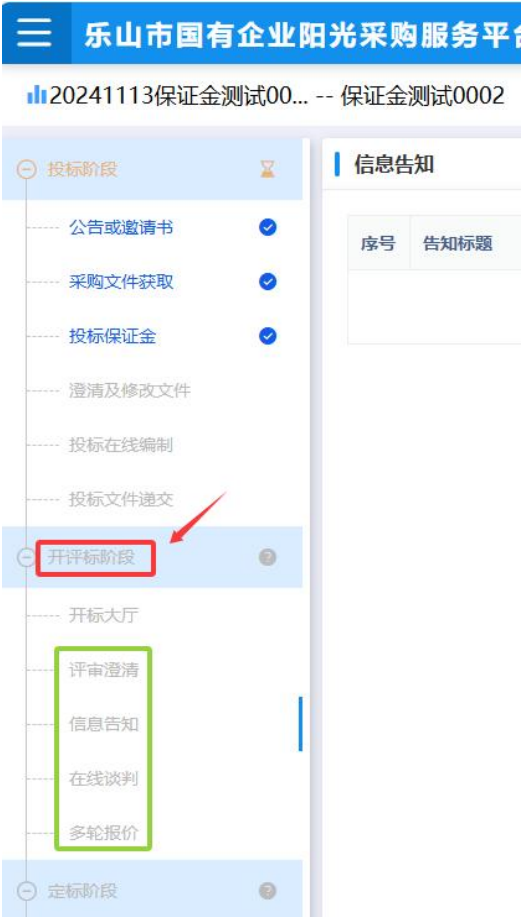 乐山市国有企业阳光采购服务平台
20241113保证金测试00... -- 保证金测试0002
投标阶段
信息告知
公告或邀请书
序号 告知标题
采购文件获取
投标保证金
澄清及修改文件
投标在线编制
投标文件递交
开评标阶段
开标大厅
评审澄清
信息告知
在线谈判
多轮报价
定标阶段